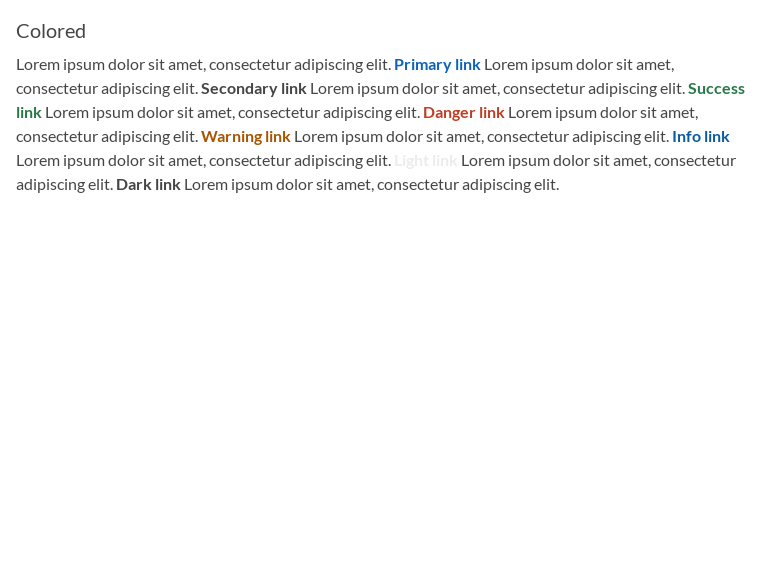 Colored
Lorem ipsum dolor sit amet, consectetur adipiscing elit. Primary link Lorem ipsum dolor sit amet,
consectetur adipiscing elit. Secondary link Lorem ipsum dolor sit amet, consectetur adipiscing elit. Success
link Lorem ipsum dolor sit amet, consectetur adipiscing elit. Danger link Lorem ipsum dolor sit amet,
consectetur adipiscing elit. Warning link Lorem ipsum dolor sit amet, consectetur adipiscing elit. Info link
Lorem ipsum dolor sit amet, consectetur adipiscing elit. Light link Lorem ipsum dolor sit amet, consectetur
adipiscing elit. Dark link Lorem ipsum dolor sit amet, consectetur adipiscing elit.